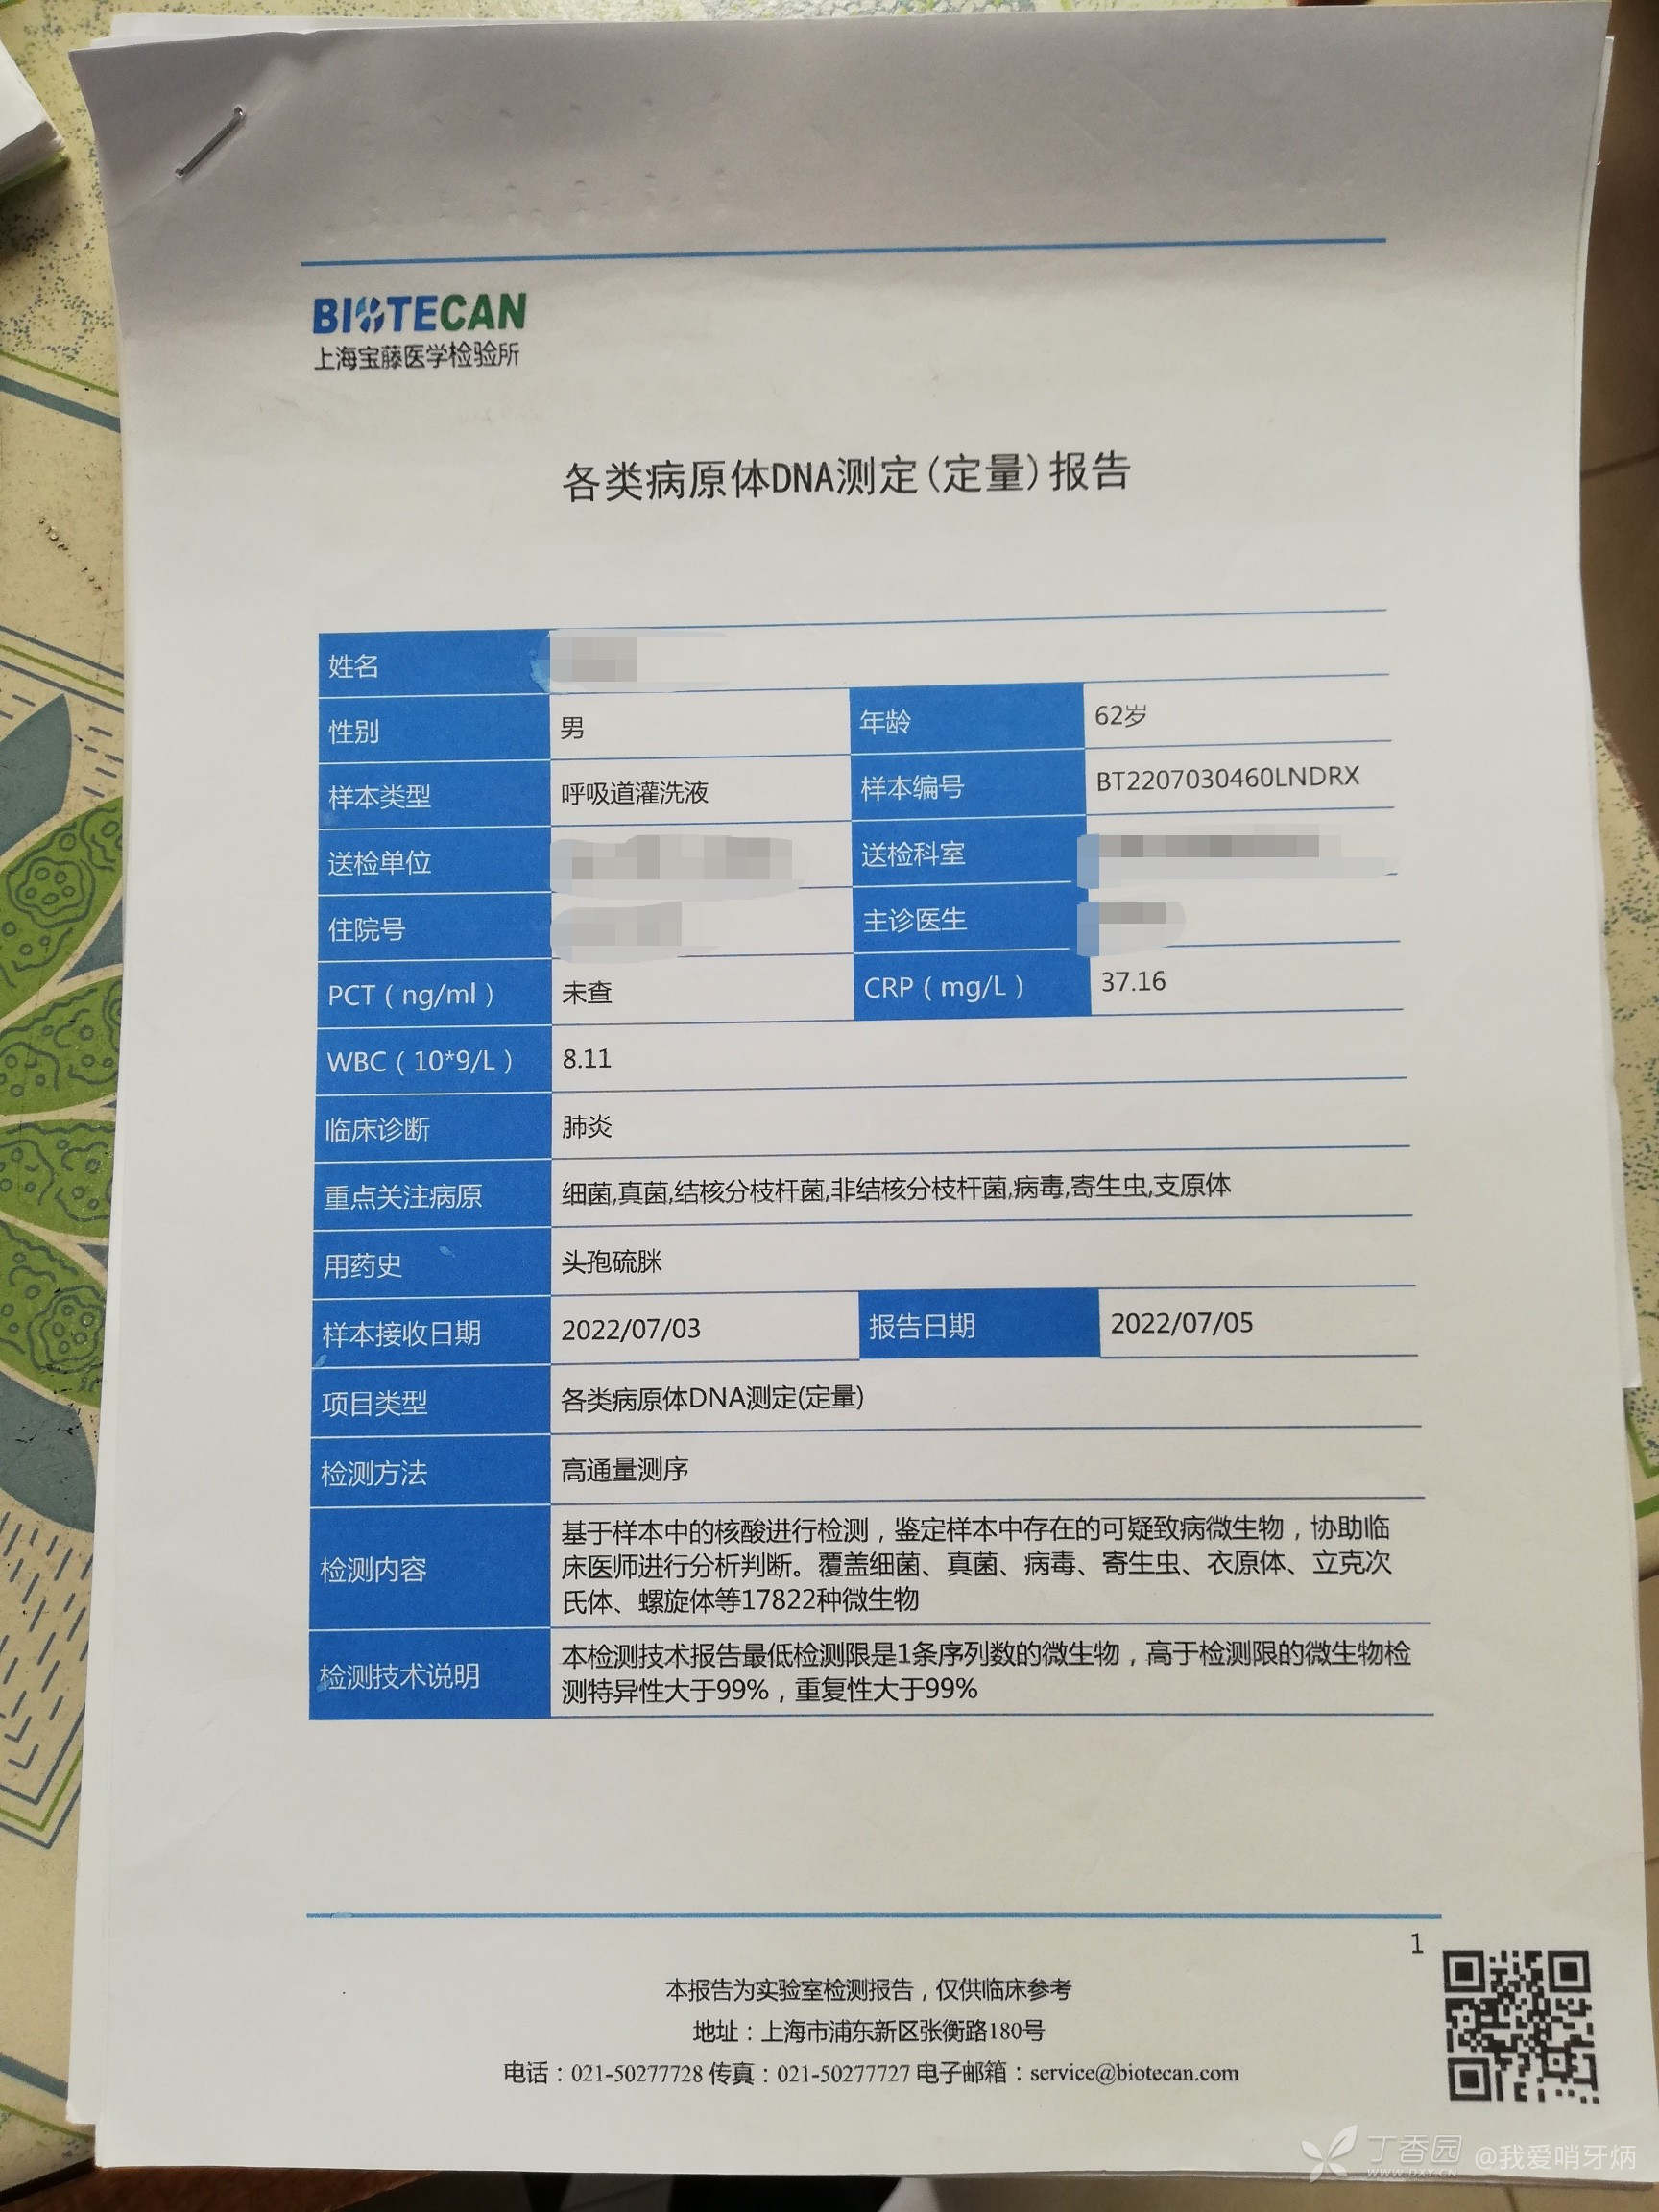 BIOTECAN
上海宝藤医学检验所
各类病原体DNA测定(定量)报告
姓名
性别 男 年龄 62岁
样本类型 呼吸道灌洗液 样本编号 BT2207030460LNDRX
送检单位 送检科室
住院号 主诊医生
PCT（ng/ml） 未查 CRP（mg/L） 37.16
WBC（10*9/L） 8.11
临床诊断 肺炎
重点关注病原 细菌,真菌,结核分枝杆菌,非结核分枝杆菌,病毒,寄生虫,支原体
用药史 头孢硫脒
样本接收日期 2022/07/03 报告日期 2022/07/05
项目类型 各类病原体DNA测定(定量)
检测方法 高通量测序
检测内容 基于样本中的核酸进行检测，鉴定样本中存在的可疑致病微生物，协助临
床医师进行分析判断。覆盖细菌、真菌、病毒、寄生虫、衣原体、立克次
氏体、螺旋体等17822种微生物
检测技术说明 本检测技术报告最低检测限是1条序列数的微生物，高于检测限的微生物检
测特异性大于99%，重复性大于99%
1
本报告为实验室检测报告，仅供临床参考
地址：上海市浦东新区张衡路180号
电话：021-50277728 传真：021-50277727 电子邮箱：service@biotecan.com
丁香园 @我爱哨牙炳
WWW.DXY.CN